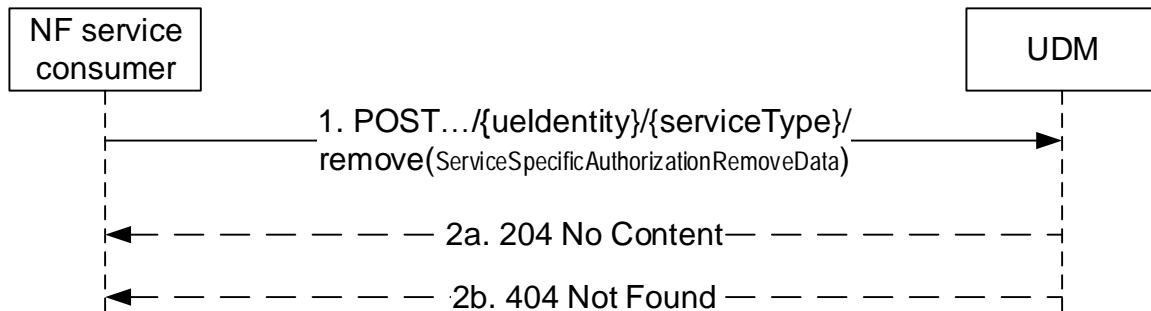 NF service
consumer
UDM
1. POST…/{ueIdentity}/{serviceType}/
remove(ServiceSpecificAuthorizationRemoveData)
2a. 204 No Content
2b. 404 Not Found